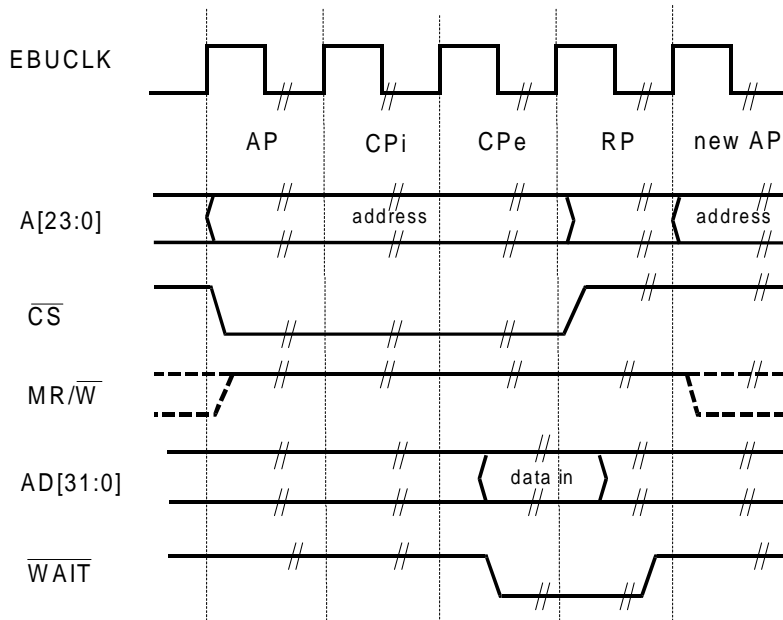 EBUCLK
AP CPi CPe RP new AP
A[23:0] address address
CS
MR/W
AD[31:0] data in
WAIT